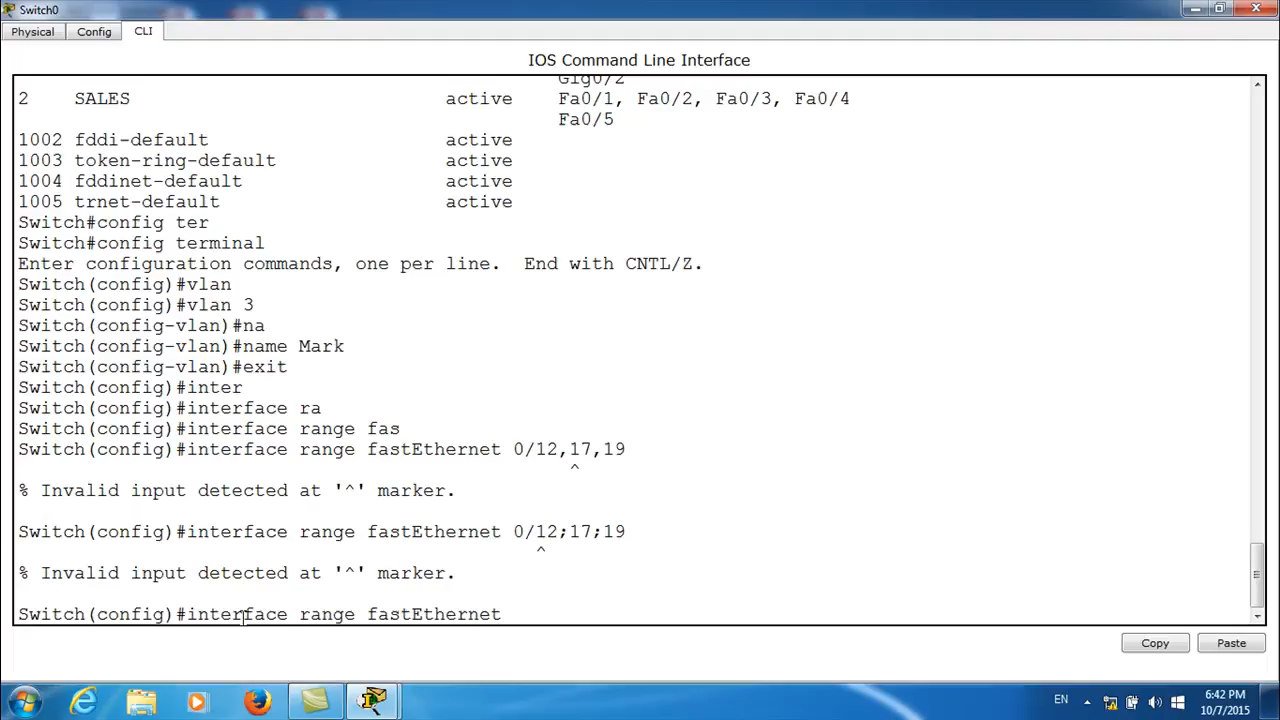 Switch0
Physical Config CLI
IOS Command Line Interface
Gig0/2
2 SALES active Fa0/1, Fa0/2, Fa0/3, Fa0/4
Fa0/5
1002 fddi-default active
1003 token-ring-default active
1004 fddinet-default active
1005 trnet-default active
Switch#config ter
Switch#config terminal
Enter configuration commands, one per line. End with CNTL/Z.
Switch(config)#vlan
Switch(config)#vlan 3
Switch(config-vlan)#na
Switch(config-vlan)#name Mark
Switch(config-vlan)#exit
Switch(config)#inter
Switch(config)#interface ra
Switch(config)#interface range fas
Switch(config)#interface range fastEthernet 0/12,17,19
^
% Invalid input detected at '^' marker.
Switch(config)#interface range fastEthernet 0/12;17;19
^
% Invalid input detected at '^' marker.
Switch(config)#interface range fastEthernet
Copy Paste
EN 6:42 PM
10/7/2015